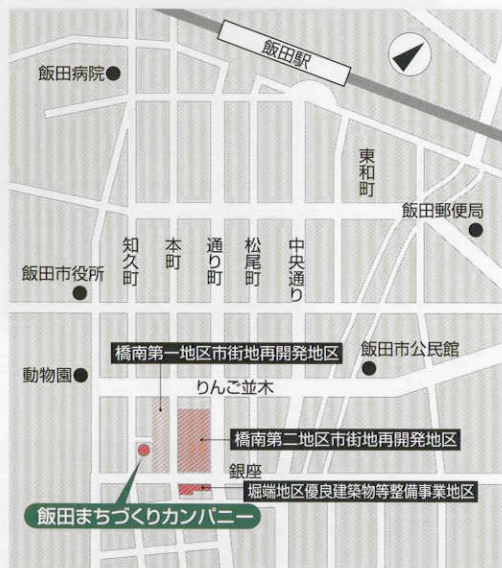 飯田駅
飯田病院
東和町
飯田郵便局
知久町
本町
通り町
松尾町
中央通り
飯田市役所
橋南第一地区市街地再開発地区
飯田市公民館
動物園
りんご並木
橋南第二地区市街地再開発地区
銀座
堀端地区優良建築物等整備事業地区
飯田まちづくりカンパニー